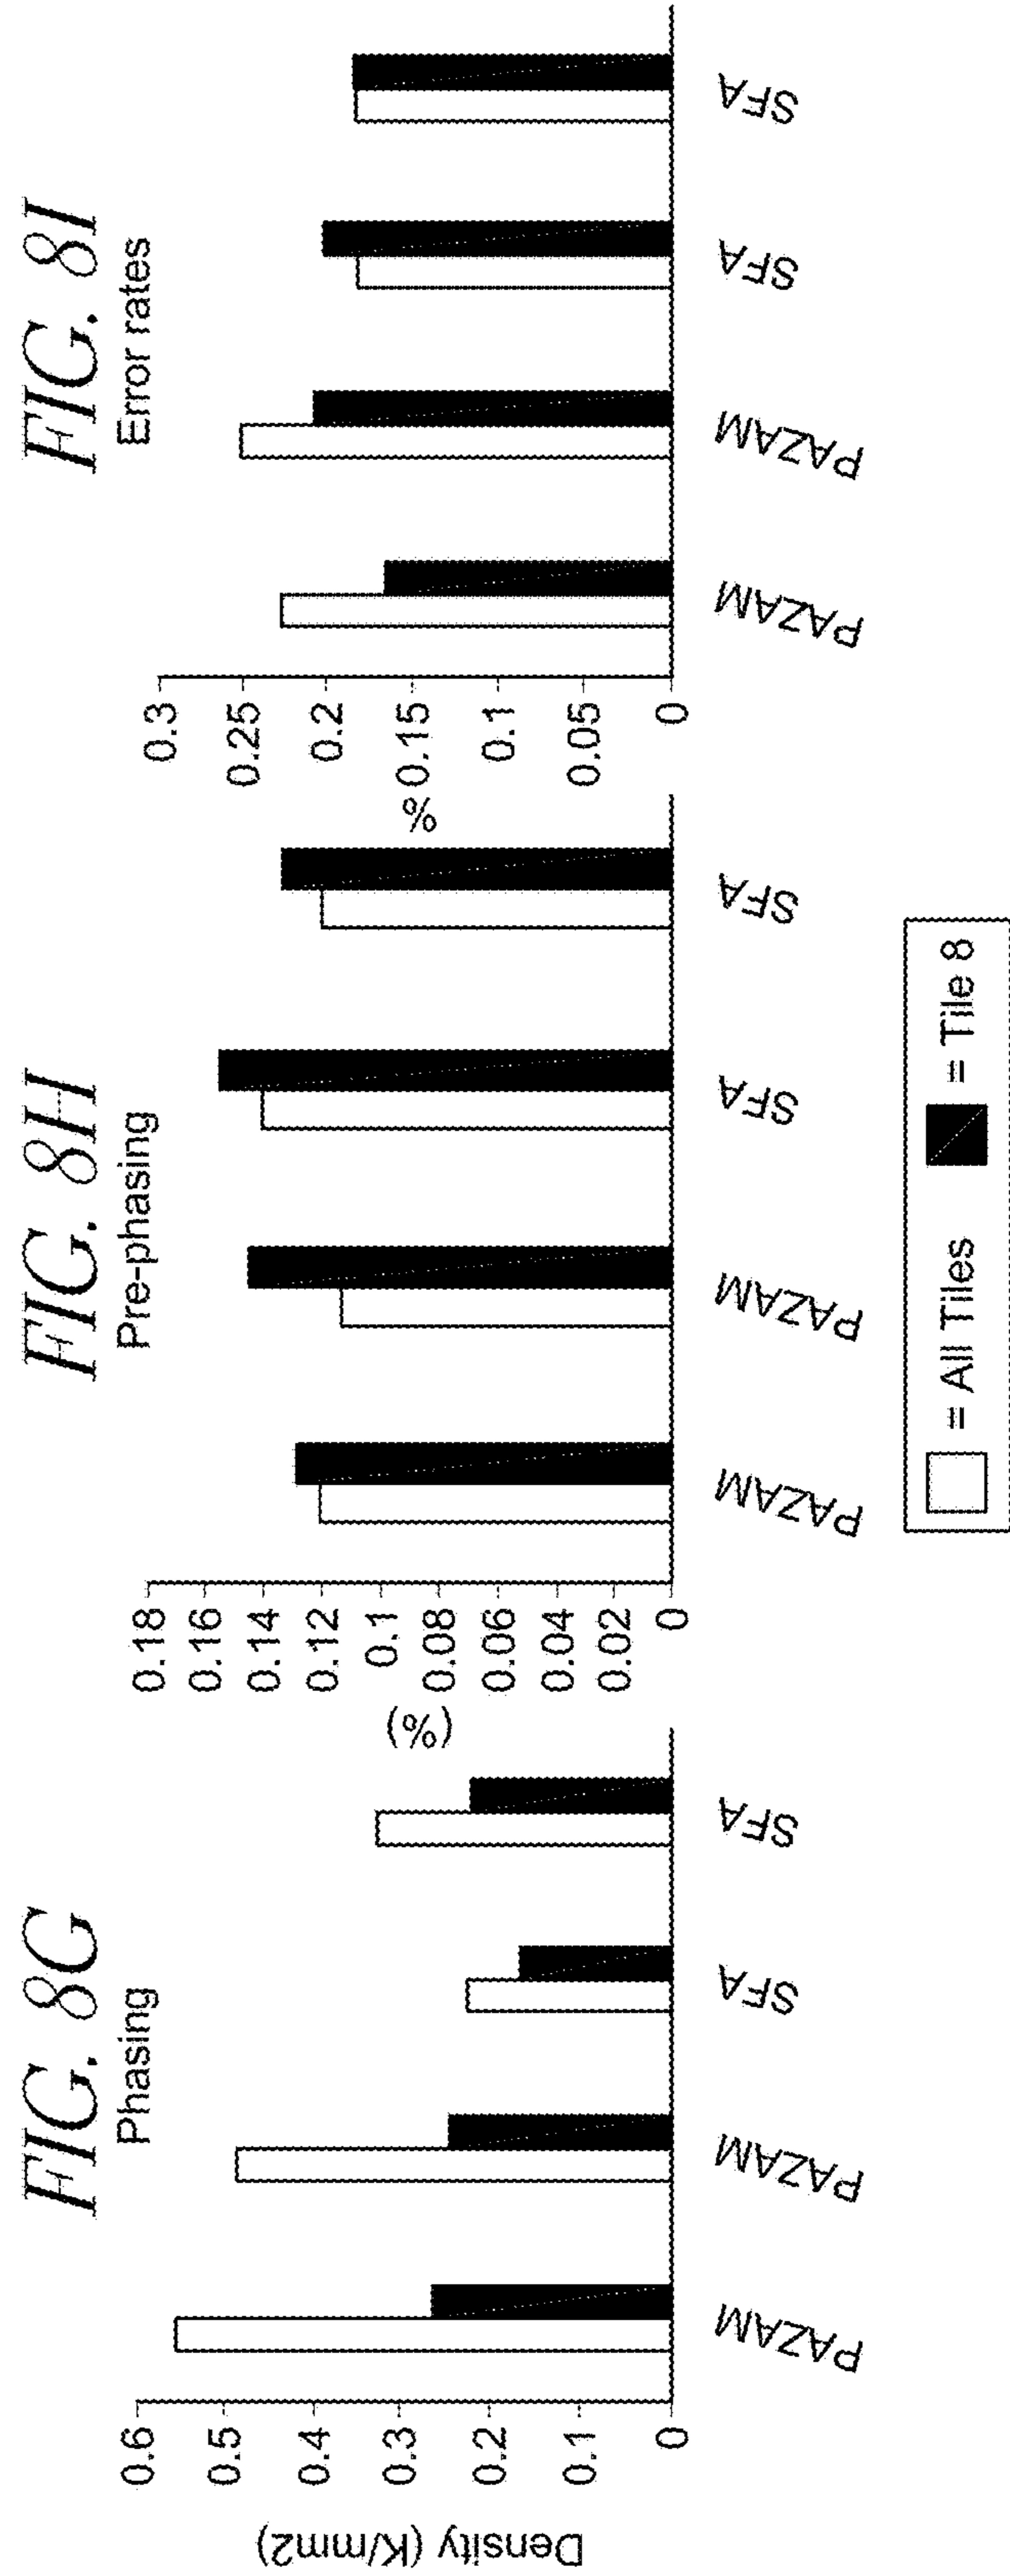 FIG. 8G
Phasing
Density (K/mm2)
0.6
0.5
0.4
0.3
0.2
0.1
0
PAZAM
PAZAM
SFA
SFA
FIG. 8H
Pre-phasing
(%)
0.18
0.16
0.14
0.12
0.1
0.08
0.06
0.04
0.02
0
PAZAM
PAZAM
SFA
SFA
FIG. 8I
Error rates
%
0.3
0.25
0.2
0.15
0.1
0.05
0
PAZAM
PAZAM
SFA
SFA
= All Tiles = Tile 8